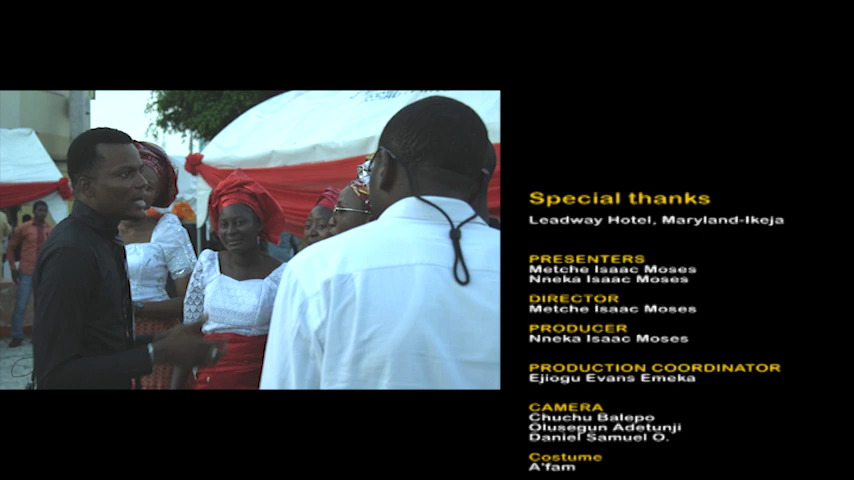 Special thanks
Leadway Hotel, Maryland-Ikeja
PRESENTERS
Metche Isaac Moses
Nneka Isaac Moses
DIRECTOR
Metche Isaac Moses
PRODUCER
Nneka Isaac Moses
PRODUCTION COORDINATOR
Ejiogu Evans Emeka
CAMERA
Chuchu Balepo
Olusegun Adetunji
Daniel Samuel O.
Costume
A'fam